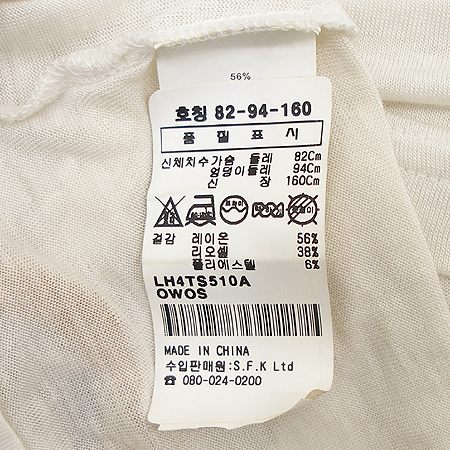 56%
호칭 82-94-160
품 질 표 시
신체치수가슴 둘레 82Cm
엉덩이둘레 94Cm
신 장 160Cm
겉감 레이온 56%
리오셀 38%
폴리에스텔 6%
LH4TS510A
OWOS
MADE IN CHINA
수입판매원:S.F.K Ltd
☎ 080-024-0200